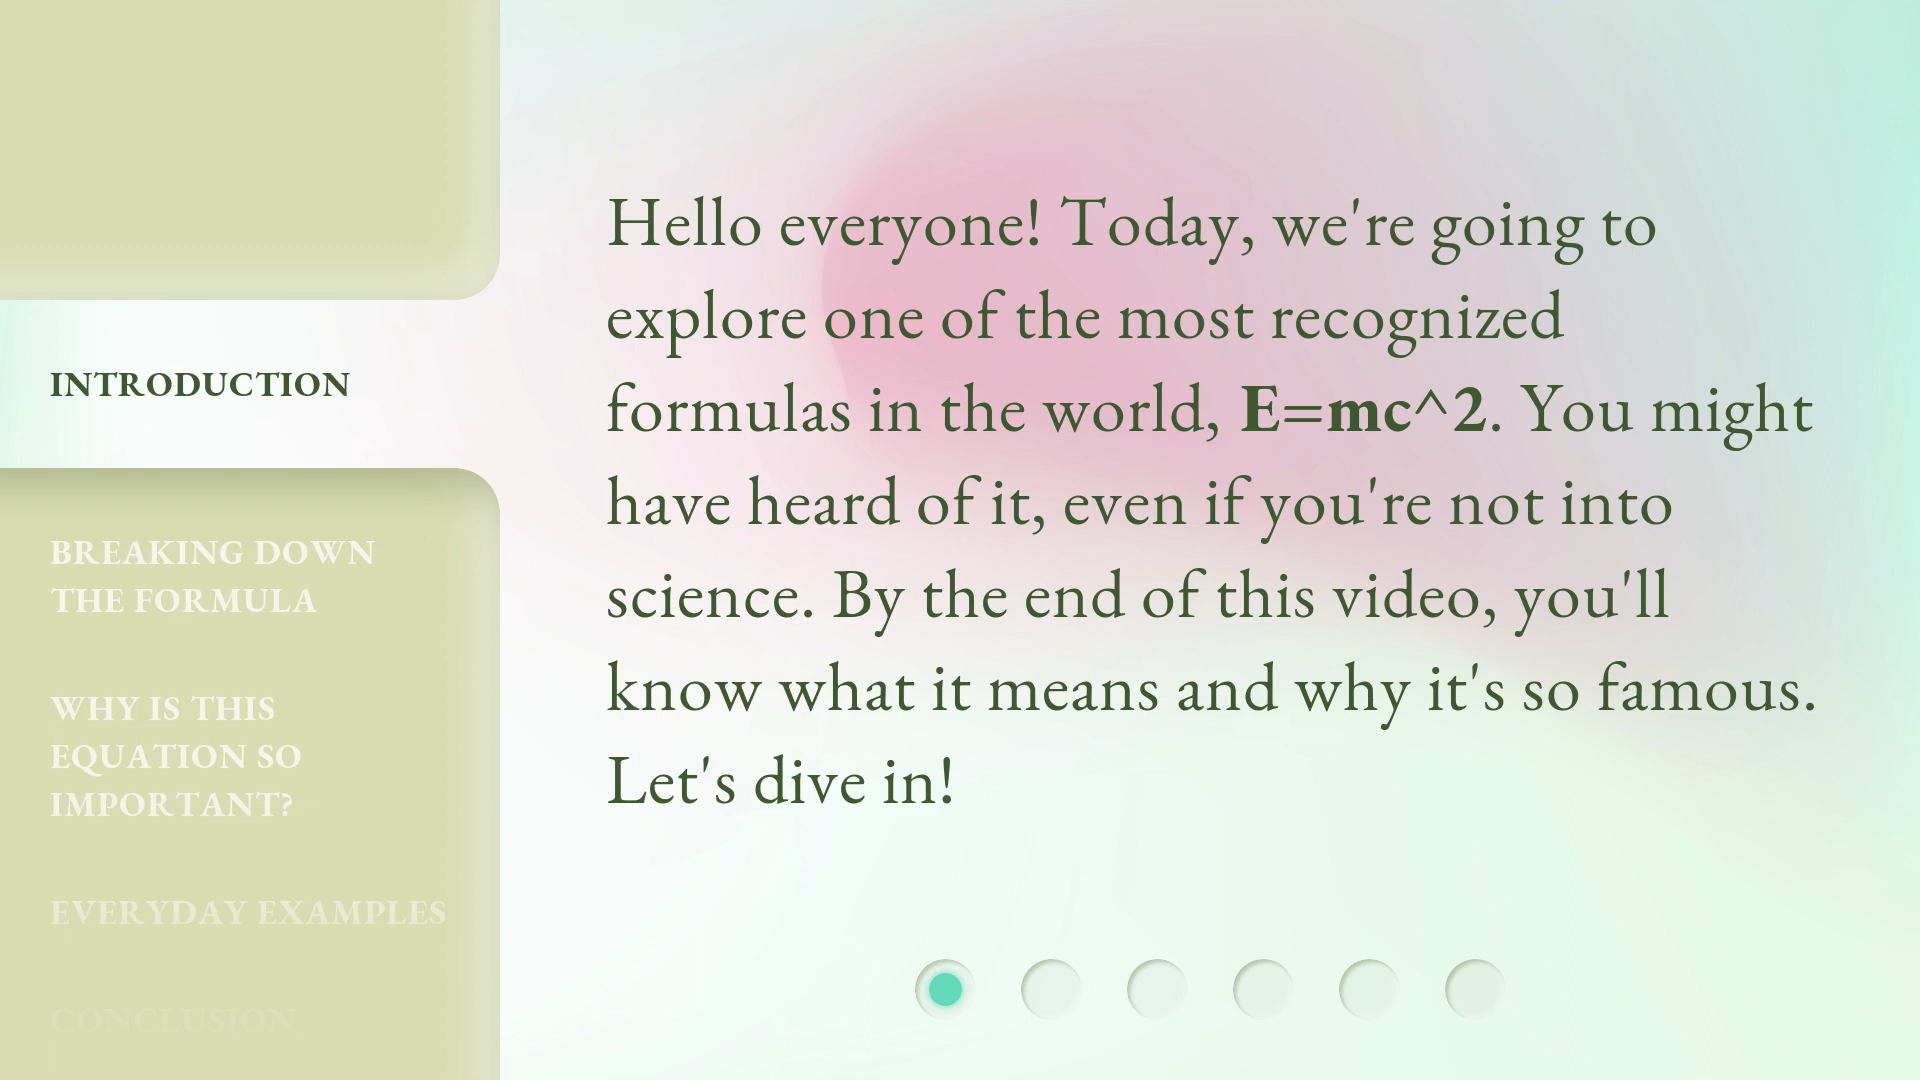 INTRODUCTION
BREAKING DOWN
THE FORMULA
WHY IS THIS
EQUATION SO
IMPORTANT?
EVERYDAY EXAMPLES
CONCLUSION
Hello everyone! Today, we're going to
explore one of the most recognized
formulas in the world, E=mc^2. You might
have heard of it, even if you're not into
science. By the end of this video, you'll
know what it means and why it's so famous.
Let's dive in!